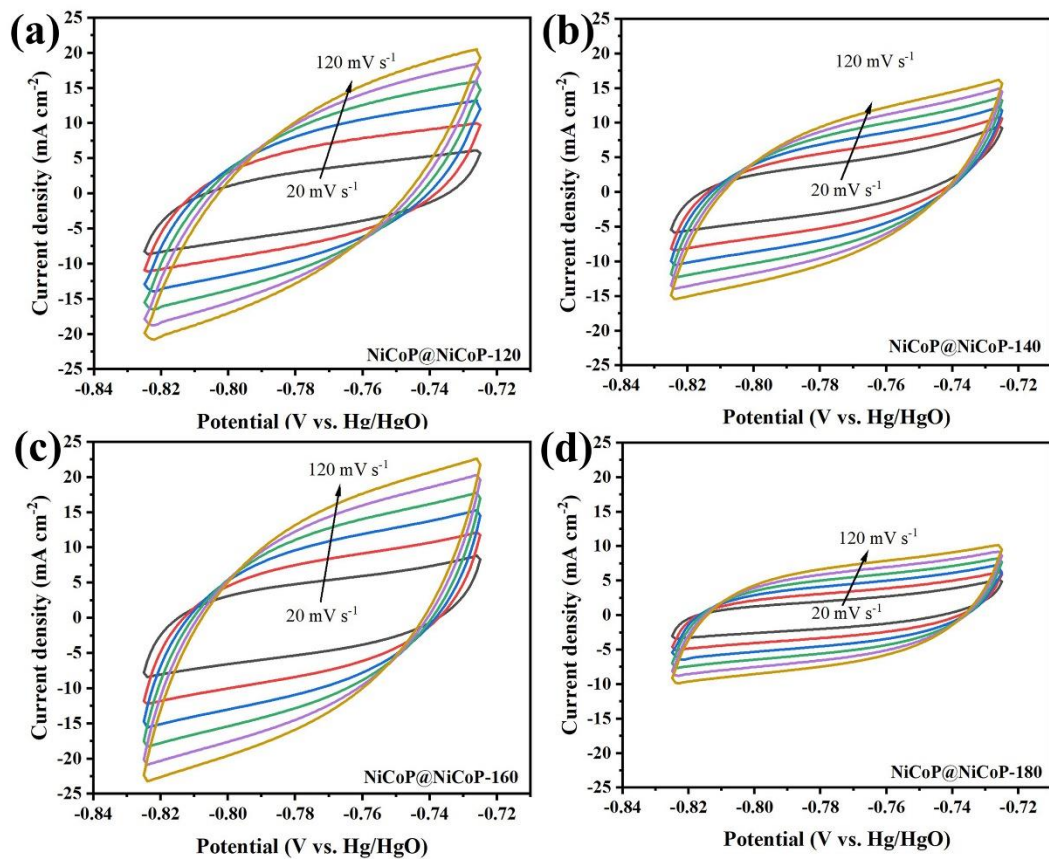 (a)
25
20
15
10
5
0
-5
-10
-15
-20
-25
Current density (mA cm-2)
120 mV s-1
20 mV s-1
NiCoP@NiCoP-120
-0.84 -0.82 -0.80 -0.78 -0.76 -0.74 -0.72
Potential (V vs. Hg/HgO)
(b)
25
20
15
10
5
0
-5
-10
-15
-20
-25
Current density (mA cm-2)
120 mV s-1
20 mV s-1
NiCoP@NiCoP-140
-0.84 -0.82 -0.80 -0.78 -0.76 -0.74 -0.72
Potential (V vs. Hg/HgO)
(c)
25
20
15
10
5
0
-5
-10
-15
-20
-25
Current density (mA cm-2)
120 mV s-1
20 mV s-1
NiCoP@NiCoP-160
-0.84 -0.82 -0.80 -0.78 -0.76 -0.74 -0.72
Potential (V vs. Hg/HgO)
(d)
25
20
15
10
5
0
-5
-10
-15
-20
-25
Current density (mA cm-2)
120 mV s-1
20 mV s-1
NiCoP@NiCoP-180
-0.84 -0.82 -0.80 -0.78 -0.76 -0.74 -0.72
Potential (V vs. Hg/HgO)